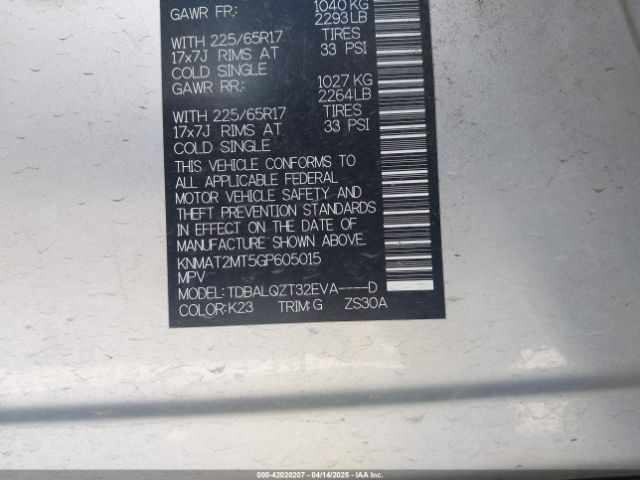 GAWR FR: 1040 KG
2293 LB
WITH 225/65R17 TIRES
17x7J RIMS AT 33 PSI
COLD SINGLE
GAWR RR: 1027 KG
2264 LB
WITH 225/65R17 TIRES
17x7J RIMS AT 33 PSI
COLD SINGLE
THIS VEHICLE CONFORMS TO
ALL APPLICABLE FEDERAL
MOTOR VEHICLE SAFETY AND
THEFT PREVENTION STANDARDS
IN EFFECT ON THE DATE OF
MANUFACTURE SHOWN ABOVE.
KNMAT2MT5GP605015
MPV
MODEL:TDBALQZT32EVA----D
COLOR:K23 TRIM:G ZS30A
000-42020207 - 04/14/2025 - IAAI.ca